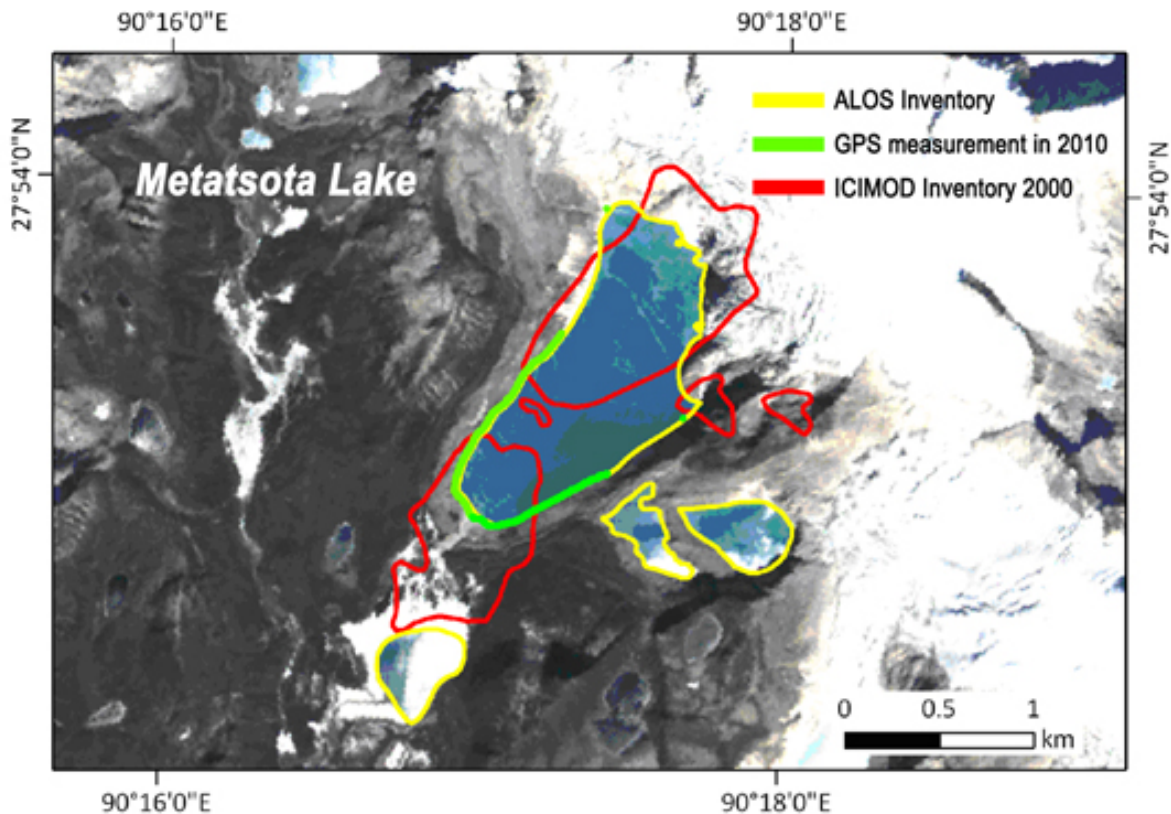 90°16'0"E
90°18'0"E
ALOS Inventory
GPS measurement in 2010
ICIMOD Inventory 2000
Metatsota Lake
27°54'0"N
27°54'0"N
0 0.5 1
km
90°16'0"E
90°18'0"E